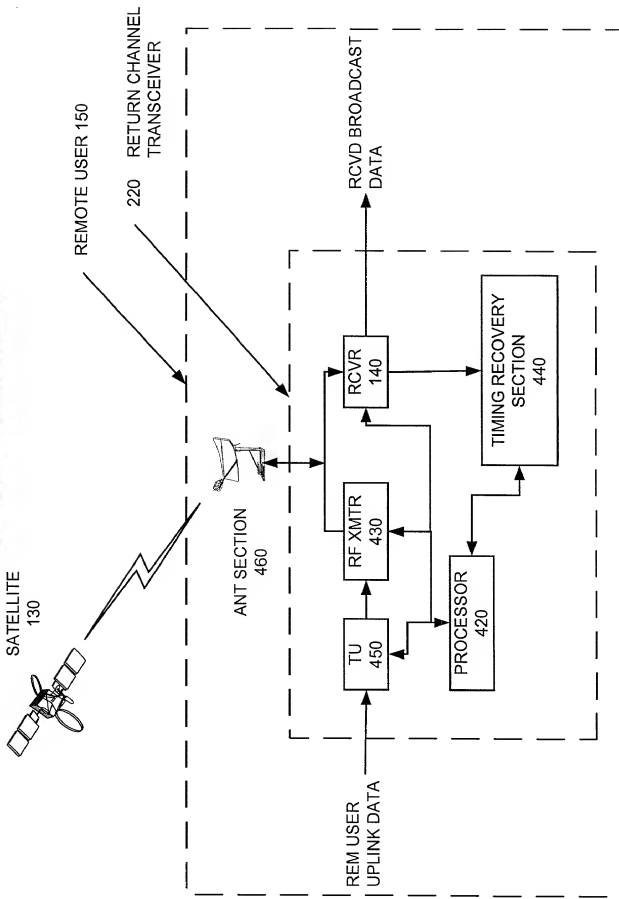 SATELLITE
130
REMOTE USER 150
220 RETURN CHANNEL
TRANSCEIVER
ANT SECTION
460
REM USER
UPLINK DATA
TU
450
RF XMTR
430
RCVR
140
RCVD BROADCAST
DATA
PROCESSOR
420
TIMING RECOVERY
SECTION
440